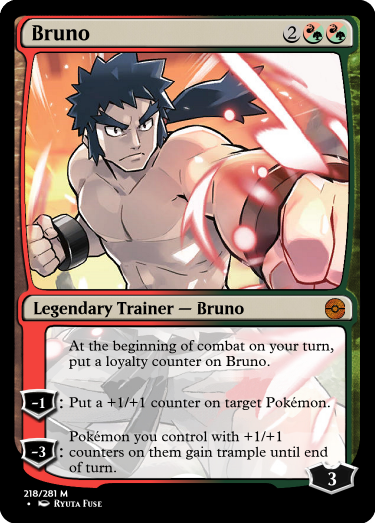 Bruno 2
Legendary Trainer — Bruno
At the beginning of combat on your turn,
put a loyalty counter on Bruno.
-1 : Put a +1/+1 counter on target Pokémon.
Pokémon you control with +1/+1
-3 : counters on them gain trample until end
of turn.
3
218/281 M
• Ryuta Fuse